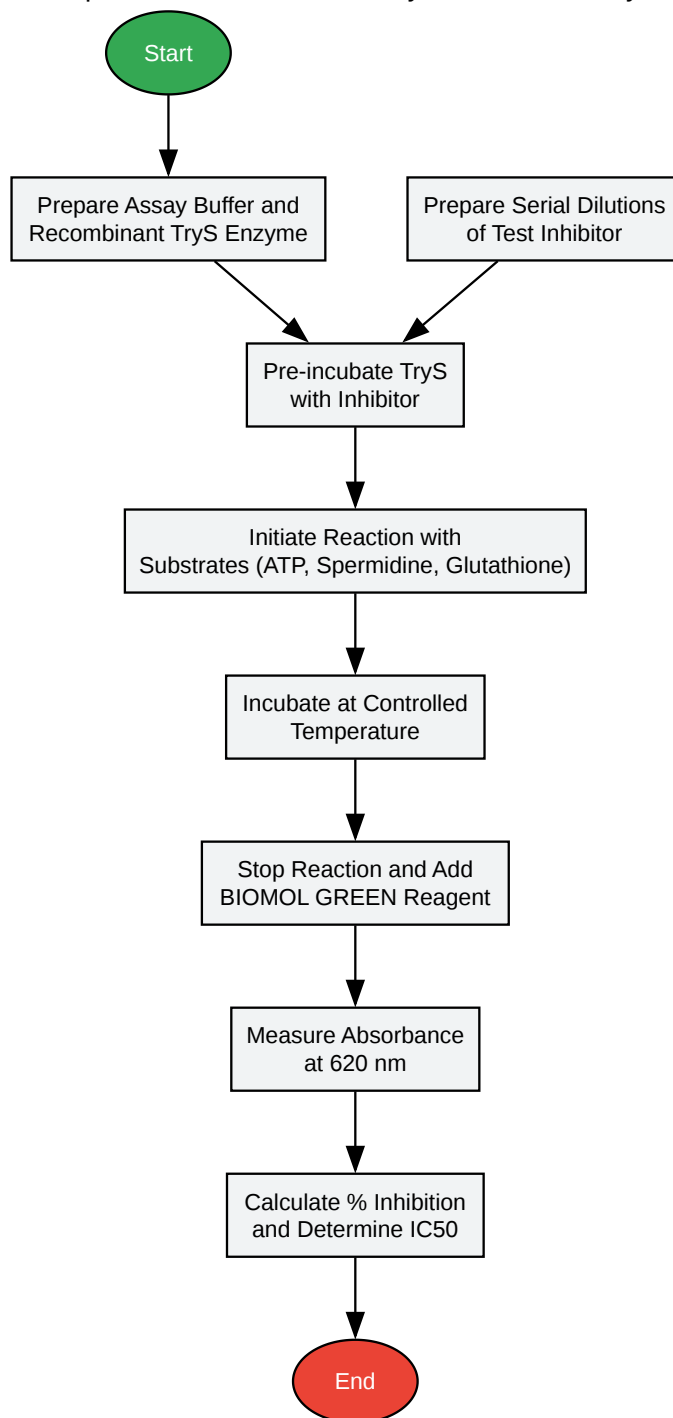 Start
Prepare Assay Buffer and
Recombinant TryS Enzyme
Prepare Serial Dilutions
of Test Inhibitor
Pre-incubate TryS
with Inhibitor
Initiate Reaction with
Substrates (ATP, Spermidine, Glutathione)
Incubate at Controlled
Temperature
Stop Reaction and Add
BIOMOL GREEN Reagent
Measure Absorbance
at 620 nm
Calculate % Inhibition
and Determine IC50
End